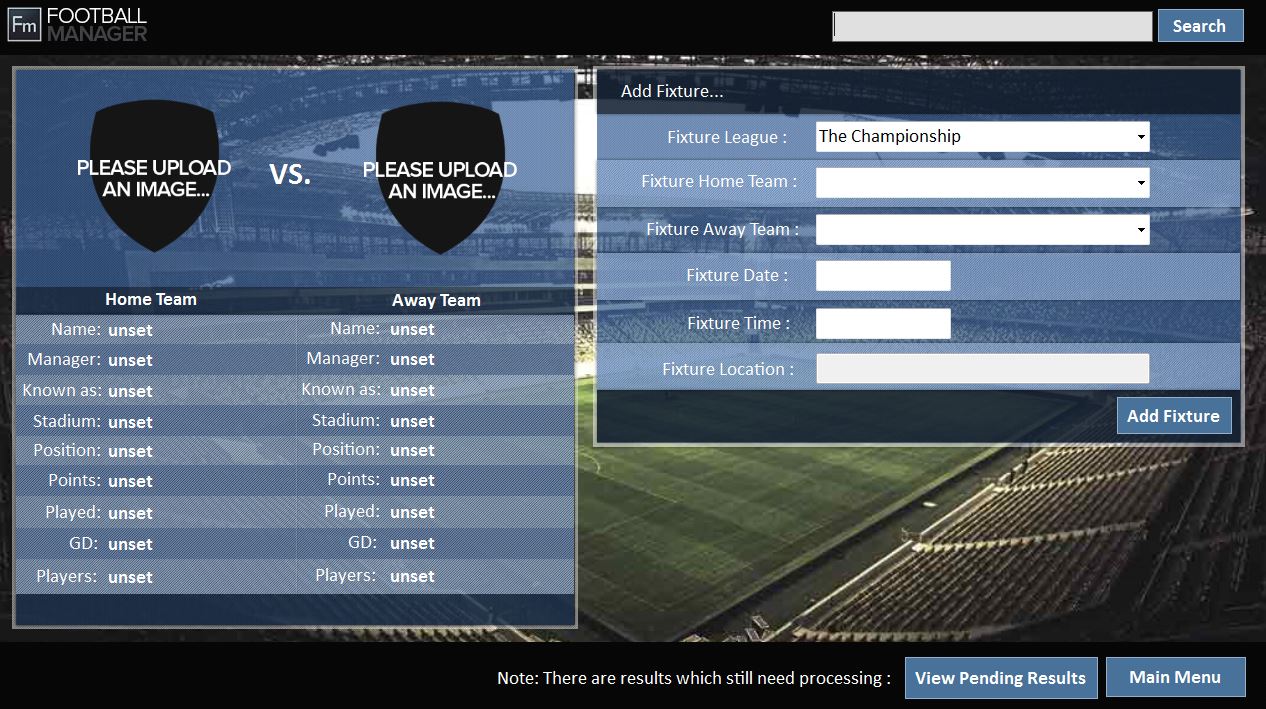 Fm FOOTBALL
MANAGER
Search
PLEASE UPLOAD
AN IMAGE...
VS.
PLEASE UPLOAD
AN IMAGE...
Home Team
Away Team
Name: unset
Name: unset
Manager: unset
Manager: unset
Known as: unset
Known as: unset
Stadium: unset
Stadium: unset
Position: unset
Position: unset
Points: unset
Points: unset
Played: unset
Played: unset
GD: unset
GD: unset
Players: unset
Players: unset
Add Fixture...
Fixture League : The Championship
Fixture Home Team :
Fixture Away Team :
Fixture Date :
Fixture Time :
Fixture Location :
Add Fixture
Note: There are results which still need processing :
View Pending Results
Main Menu